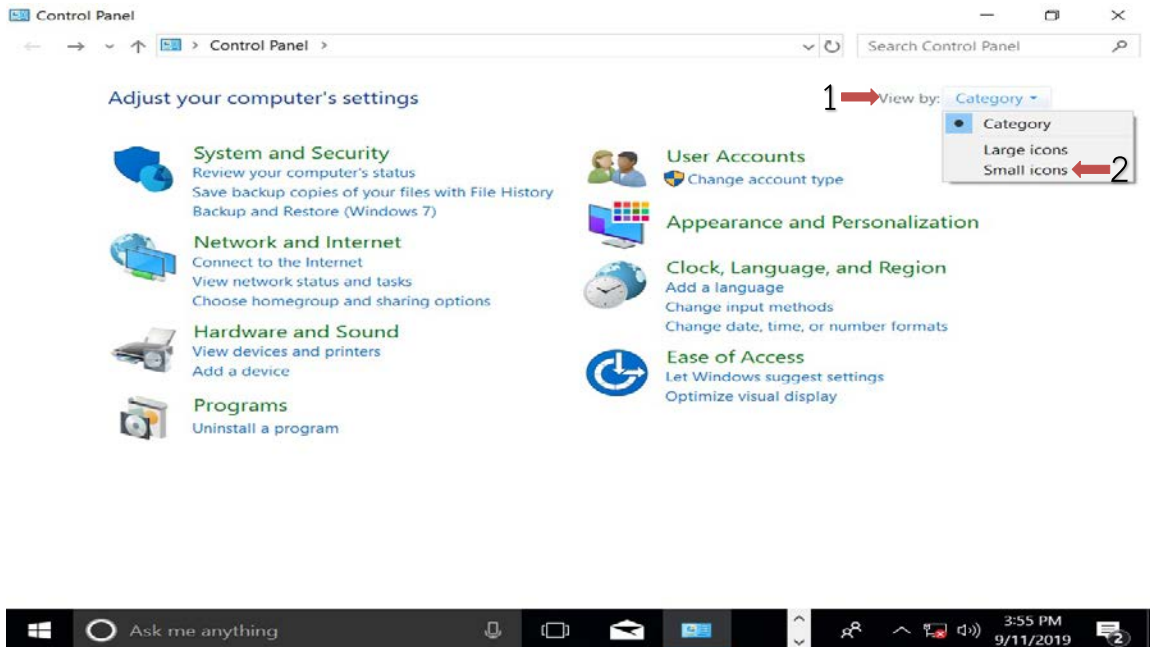 Control Panel
> Control Panel >
Search Control Panel
Adjust your computer's settings
1
View by: Category
Category
Large icons
Small icons
2
System and Security
Review your computer's status
Save backup copies of your files with File History
Backup and Restore (Windows 7)
Network and Internet
Connect to the Internet
View network status and tasks
Choose homegroup and sharing options
Hardware and Sound
View devices and printers
Add a device
Programs
Uninstall a program
User Accounts
Change account type
Appearance and Personalization
Clock, Language, and Region
Add a language
Change input methods
Change date, time, or number formats
Ease of Access
Let Windows suggest settings
Optimize visual display
Ask me anything
3:55 PM
9/11/2019
2